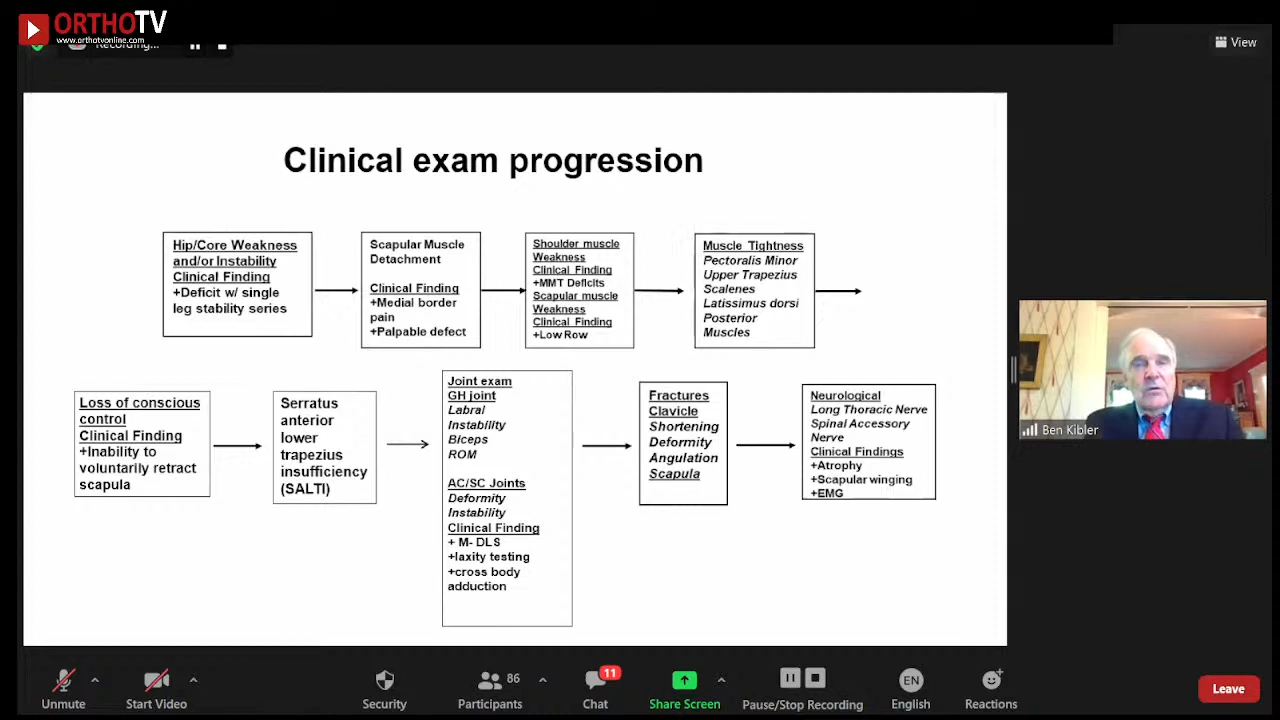 ORTHOTV
www.orthotvonline.com
Recording...
View
Clinical exam progression
Hip/Core Weakness
and/or Instability
Clinical Finding
+Deficit w/ single
leg stability series
Scapular Muscle
Detachment
Clinical Finding
+Medial border
pain
+Palpable defect
Shoulder muscle
Weakness
Clinical Finding
+MMT Deficits
Scapular muscle
Weakness
Clinical Finding
+Low Row
Muscle Tightness
Pectoralis Minor
Upper Trapezius
Scalenes
Latissimus dorsi
Posterior
Muscles
Loss of conscious
control
Clinical Finding
+Inability to
voluntarily retract
scapula
Serratus
anterior
lower
trapezius
insufficiency
(SALTI)
Joint exam
GH joint
Labral
Instability
Biceps
ROM
AC/SC Joints
Deformity
Instability
Clinical Finding
+ M- DLS
+laxity testing
+cross body
adduction
Fractures
Clavicle
Shortening
Deformity
Angulation
Scapula
Neurological
Long Thoracic Nerve
Spinal Accessory
Nerve
Clinical Findings
+Atrophy
+Scapular winging
+EMG
Ben Kibler
Unmute
Start Video
Security
86
Participants
11
Chat
Share Screen
Pause/Stop Recording
EN
English
Reactions
Leave